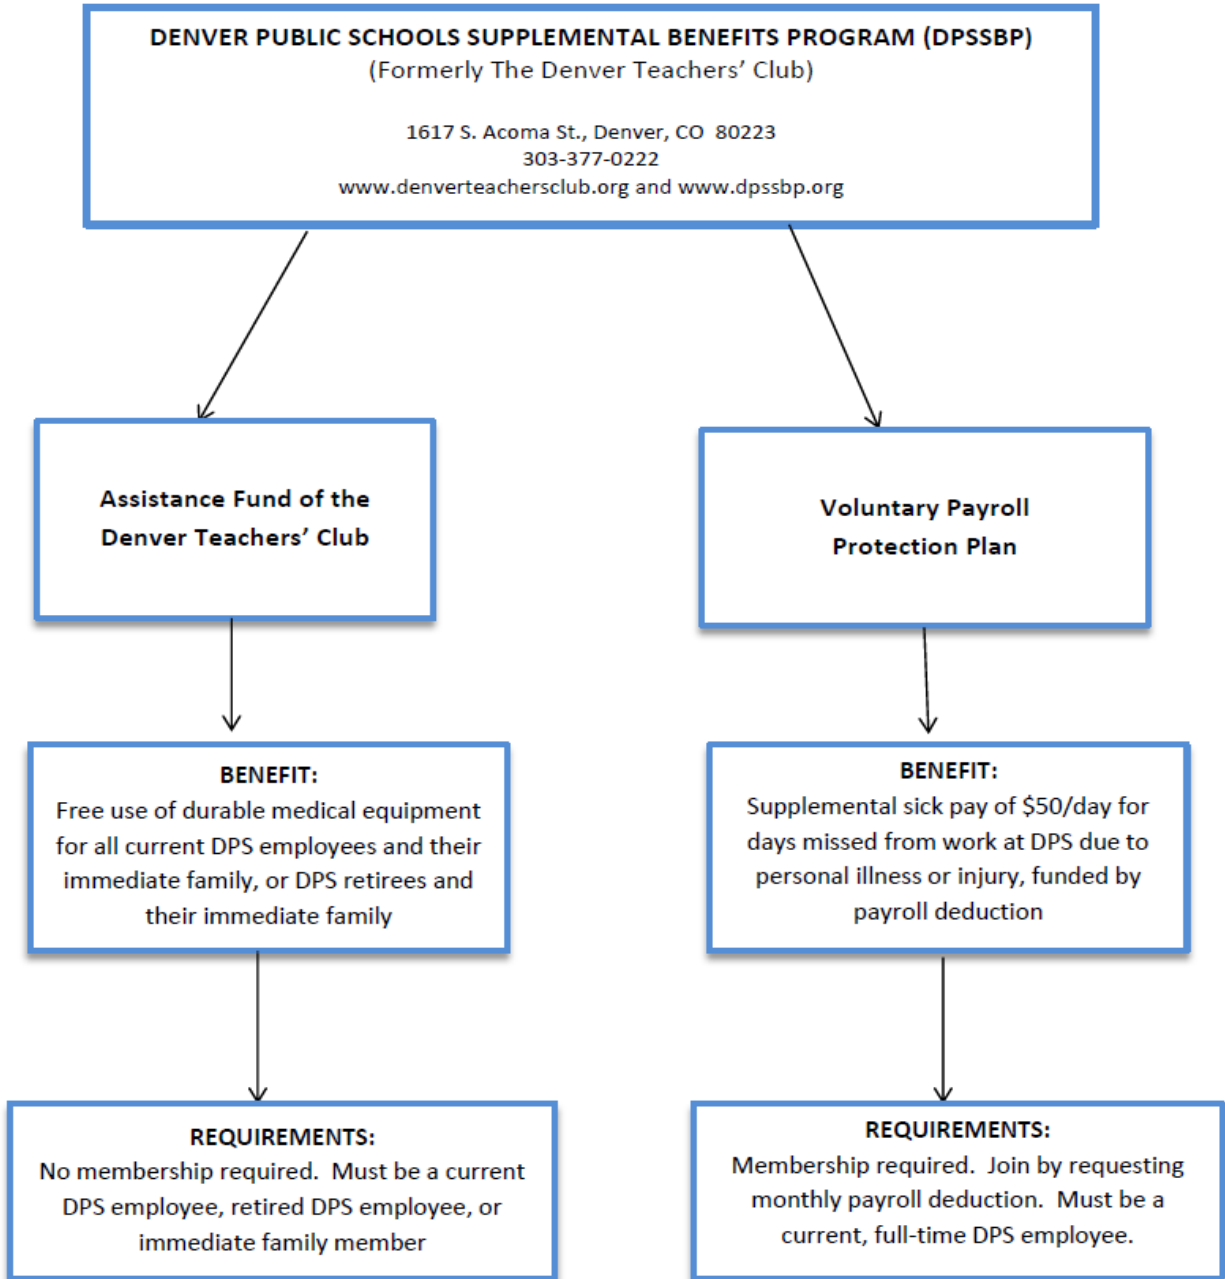 DENVER PUBLIC SCHOOLS SUPPLEMENTAL BENEFITS PROGRAM (DPSSBP)
(Formerly The Denver Teachers’ Club)
1617 S. Acoma St., Denver, CO  80223
303-377-0222
www.denverteachersclub.org and www.dpssbp.org
Assistance Fund of the
Denver Teachers’ Club
Voluntary Payroll
Protection Plan
BENEFIT:
Free use of durable medical equipment
for all current DPS employees and their
immediate family, or DPS retirees and
their immediate family
BENEFIT:
Supplemental sick pay of $50/day for
days missed from work at DPS due to
personal illness or injury, funded by
payroll deduction
REQUIREMENTS:
No membership required.  Must be a current
DPS employee, retired DPS employee, or
immediate family member
REQUIREMENTS:
Membership required.  Join by requesting
monthly payroll deduction.  Must be a
current, full-time DPS employee.